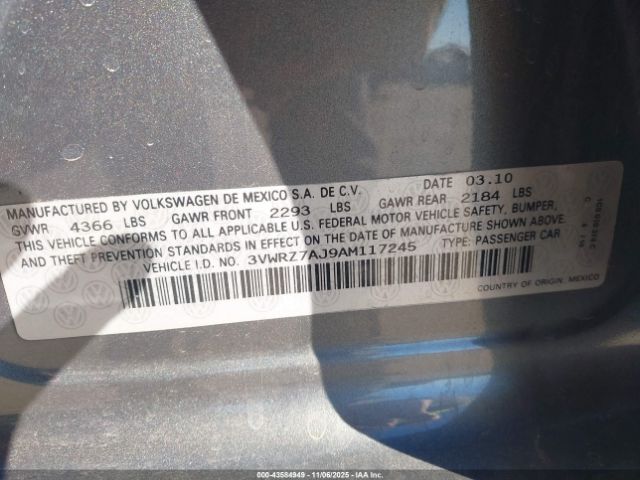 MANUFACTURED BY VOLKSWAGEN DE MEXICO S.A. DE C.V. DATE 03.10
GVWR 4366 LBS GAWR FRONT 2293 LBS GAWR REAR 2184 LBS
THIS VEHICLE CONFORMS TO ALL APPLICABLE U.S. FEDERAL MOTOR VEHICLE SAFETY, BUMPER,
AND THEFT PREVENTION STANDARDS IN EFFECT ON THE DATE OF MANUFACTURE SHOWN ABOVE.
VEHICLE I.D. NO. 3VWRZ7AJ9AM117245 TYPE: PASSENGER CAR
COUNTRY OF ORIGIN: MEXICO
00-43584949 | 11/06/2025 | IAA Inc.